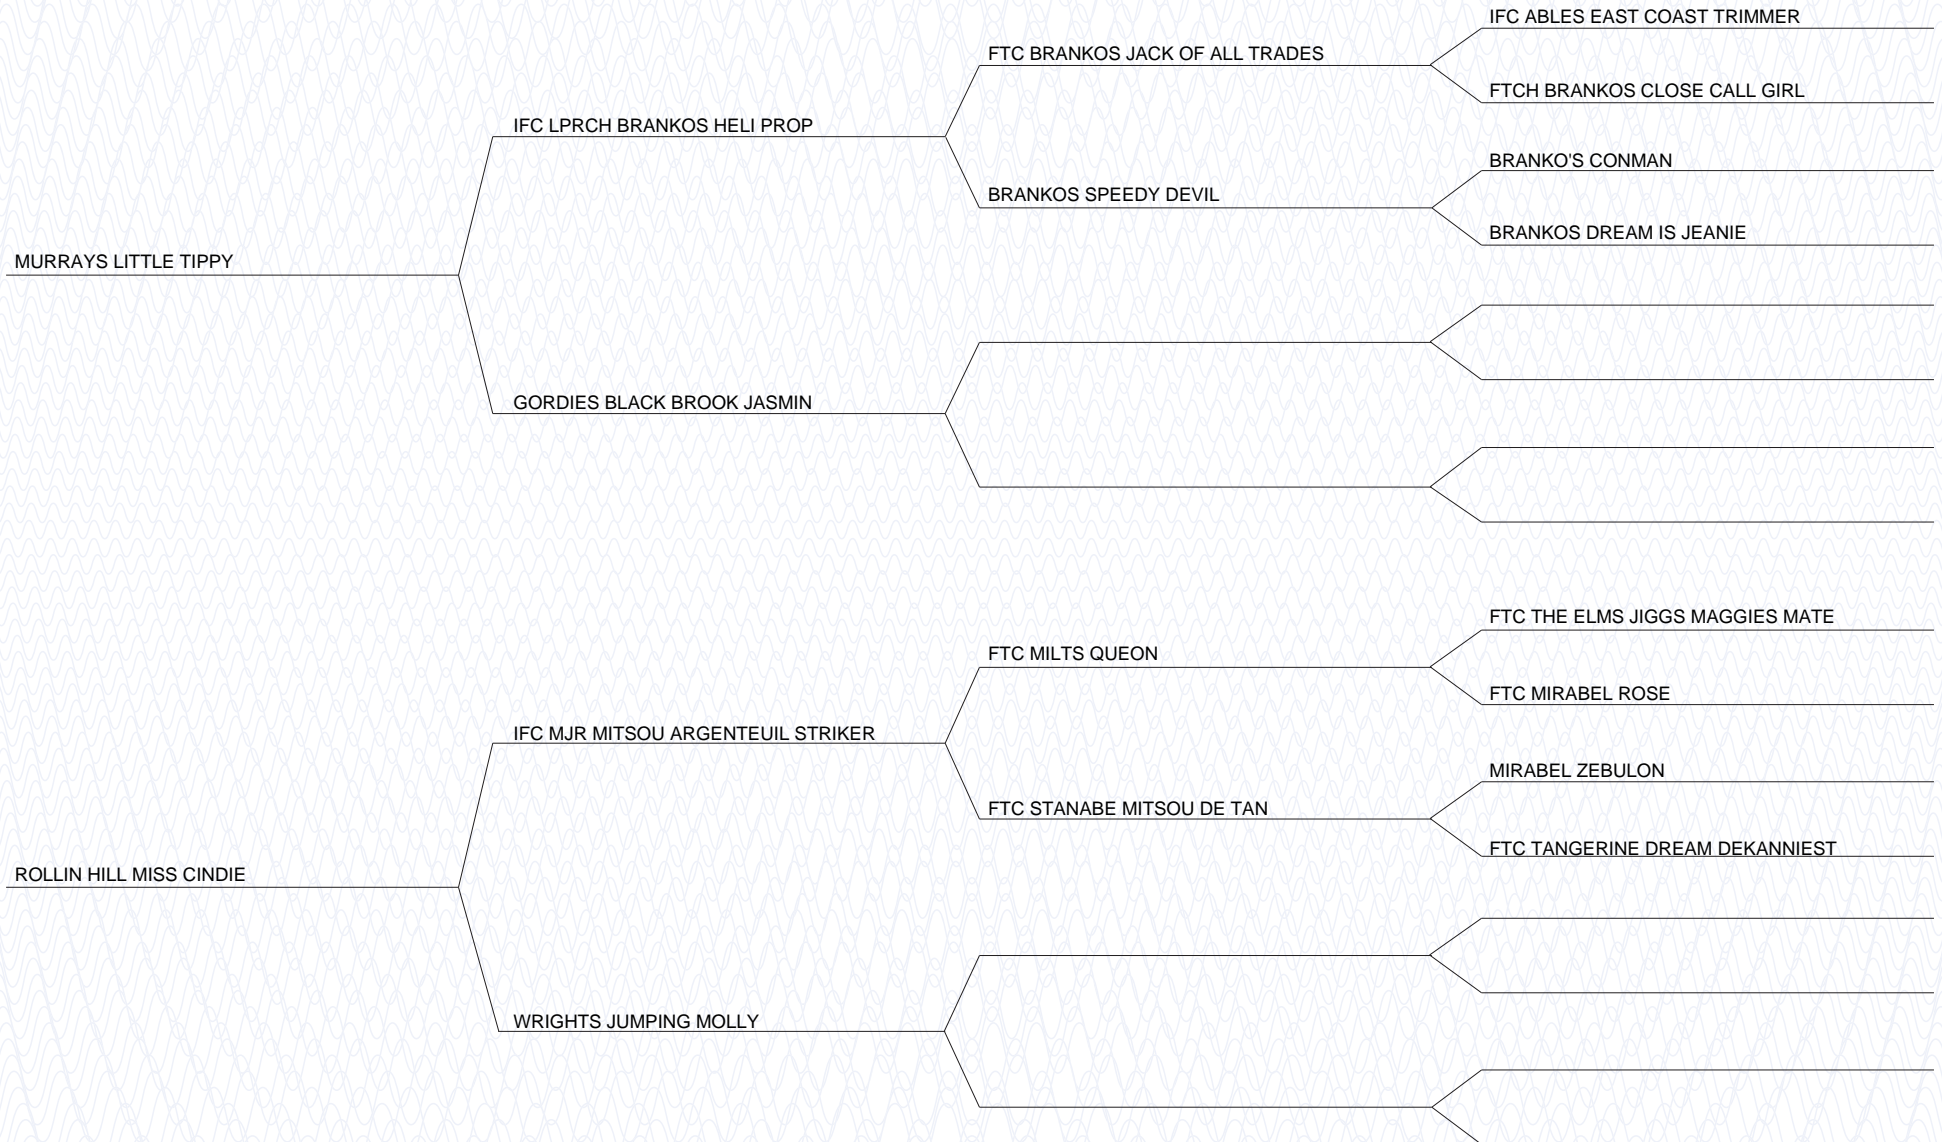 IFC ABLES EAST COAST TRIMMER
FTC BRANKOS JACK OF ALL TRADES
FTCH BRANKOS CLOSE CALL GIRL
IFC LPRCH BRANKOS HELI PROP
BRANKO'S CONMAN
BRANKOS SPEEDY DEVIL
BRANKOS DREAM IS JEANIE
MURRAYS LITTLE TIPPY
GORDIES BLACK BROOK JASMIN
FTC THE ELMS JIGGS MAGGIES MATE
FTC MILTS QUEON
FTC MIRABEL ROSE
IFC MJR MITSOU ARGENTEUIL STRIKER
MIRABEL ZEBULON
FTC STANABE MITSOU DE TAN
FTC TANGERINE DREAM DEKANNIEST
ROLLIN HILL MISS CINDIE
WRIGHTS JUMPING MOLLY